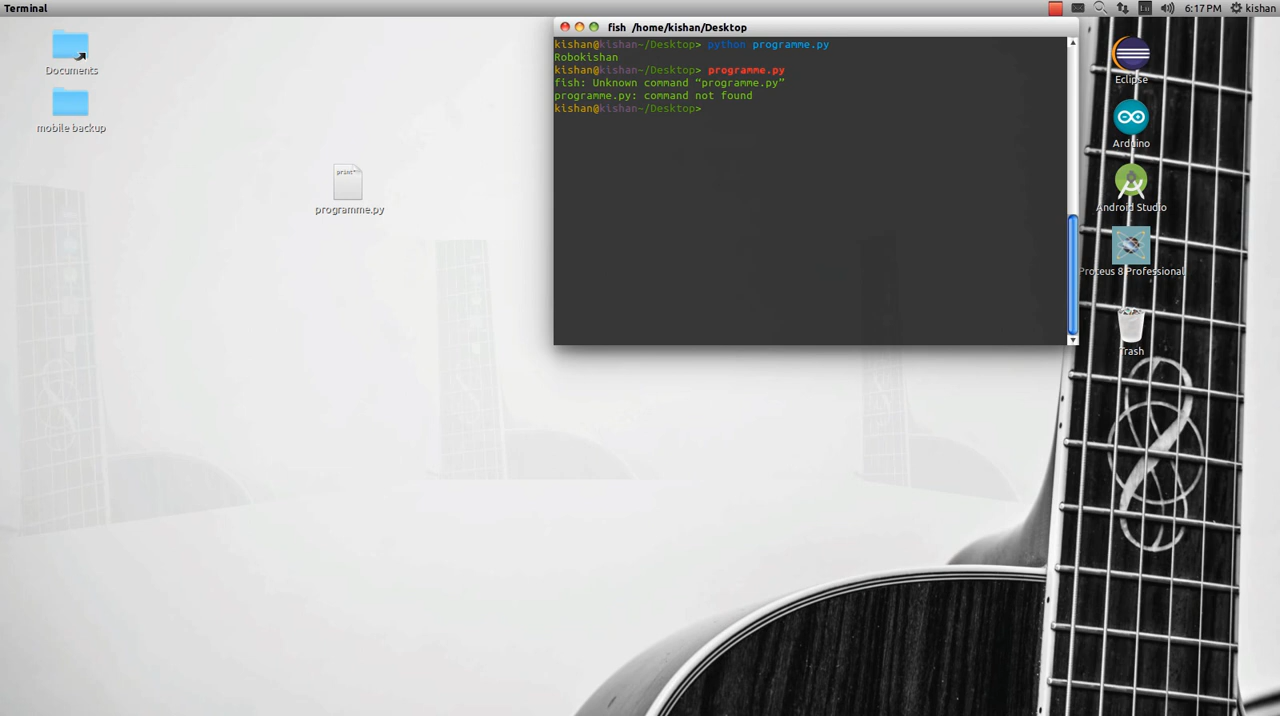 Terminal
6:17 PM
kishan
Documents
mobile backup
print"
programme.py
fish /home/kishan/Desktop
kishan@kishan~/Desktop> python programme.py
Robokishan
kishan@kishan~/Desktop> programme.py
fish: Unknown command “programme.py”
programme.py: command not found
kishan@kishan~/Desktop>
Eclipse
Arduino
Android Studio
Proteus 8 Professional
Trash